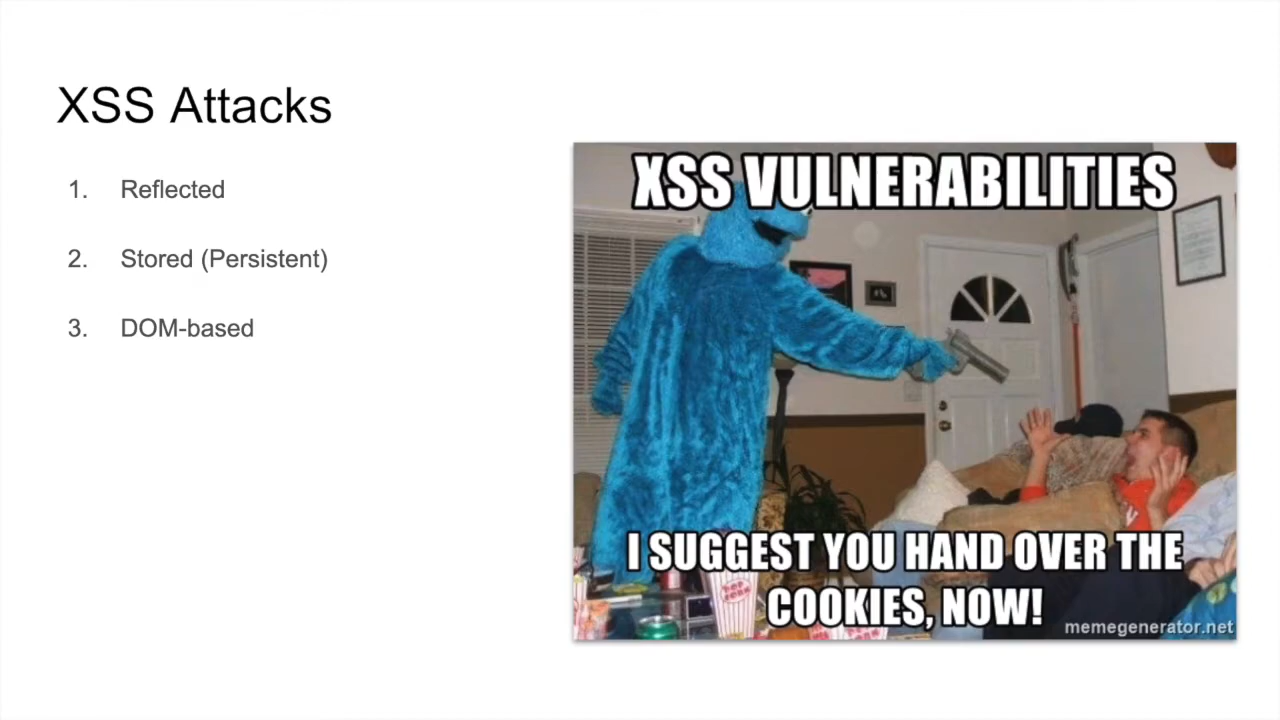 XSS Attacks
1. Reflected
2. Stored (Persistent)
3. DOM-based
XSS VULNERABILITIES
I SUGGEST YOU HAND OVER THE
COOKIES, NOW!
memegenerator.net